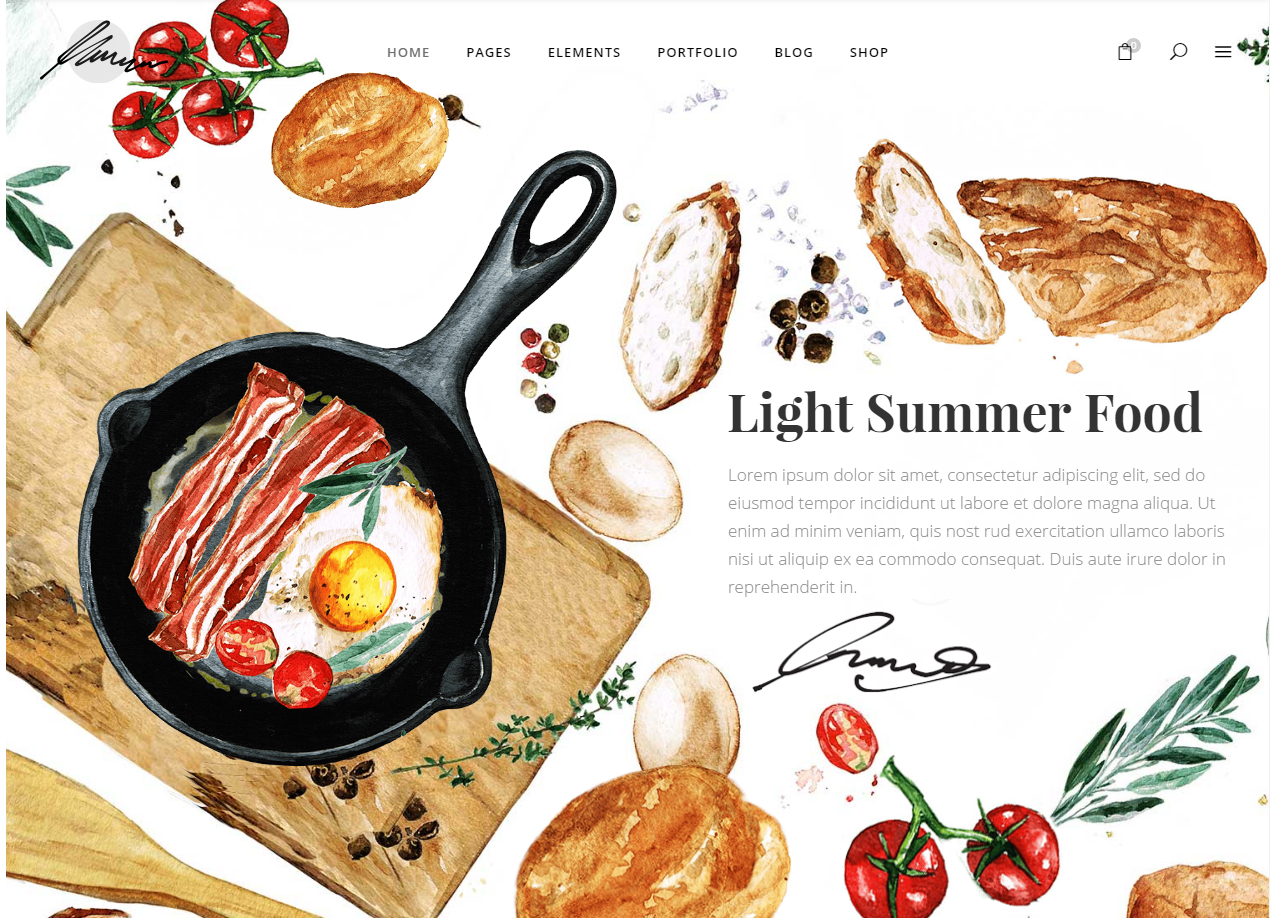 HOME PAGES ELEMENTS PORTFOLIO BLOG SHOP
0
Light Summer Food
Lorem ipsum dolor sit amet, consectetur adipiscing elit, sed do
eiusmod tempor incididunt ut labore et dolore magna aliqua. Ut
enim ad minim veniam, quis nost rud exercitation ullamco laboris
nisi ut aliquip ex ea commodo consequat. Duis aute irure dolor in
reprehenderit in.